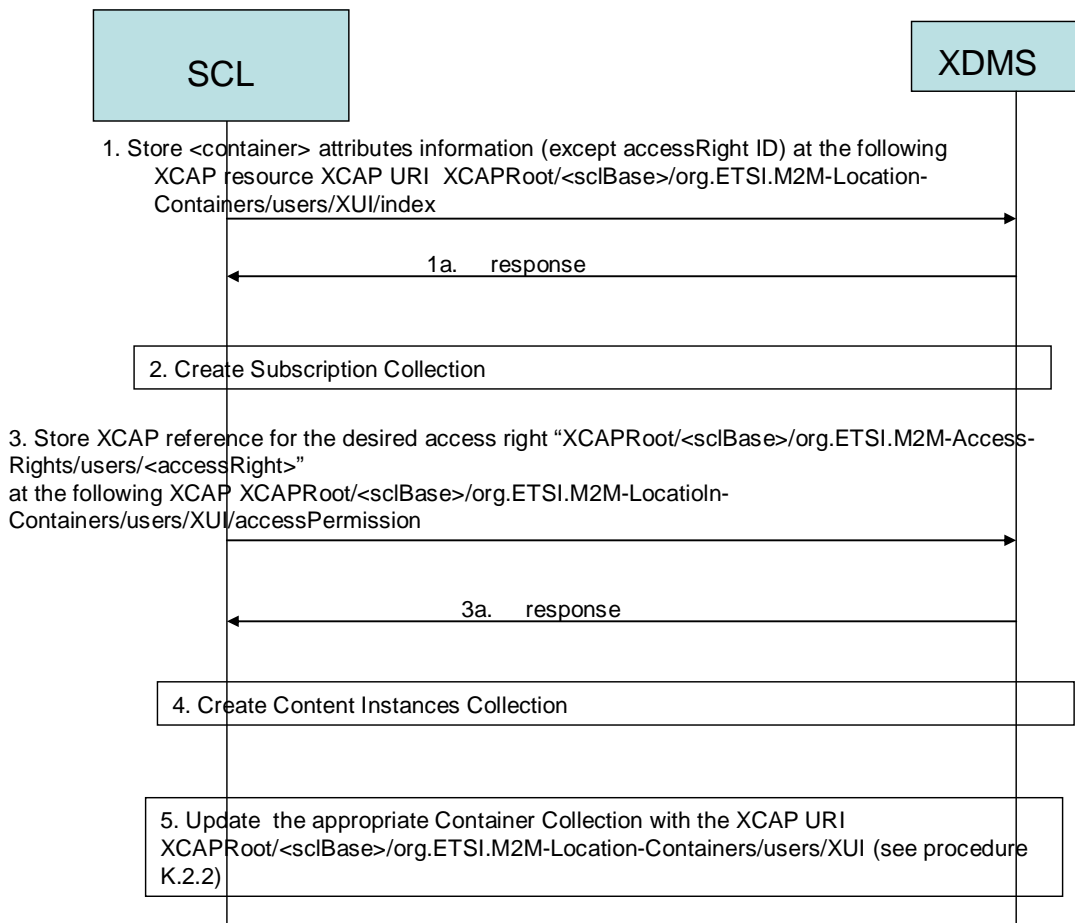 SCL
XDMS
1. Store <container> attributes information (except accessRight ID) at the following
XCAP resource XCAP URI XCAPRoot/<sclBase>/org.ETSI.M2M-Location-
Containers/users/XUI/index
1a. response
2. Create Subscription Collection
3. Store XCAP reference for the desired access right “XCAPRoot/<sclBase>/org.ETSI.M2M-Access-
Rights/users/<accessRight>”
at the following XCAP XCAPRoot/<sclBase>/org.ETSI.M2M-Locatioln-
Containers/users/XUI/accessPermission
3a. response
4. Create Content Instances Collection
5. Update the appropriate Container Collection with the XCAP URI
XCAPRoot/<sclBase>/org.ETSI.M2M-Location-Containers/users/XUI (see procedure
K.2.2)